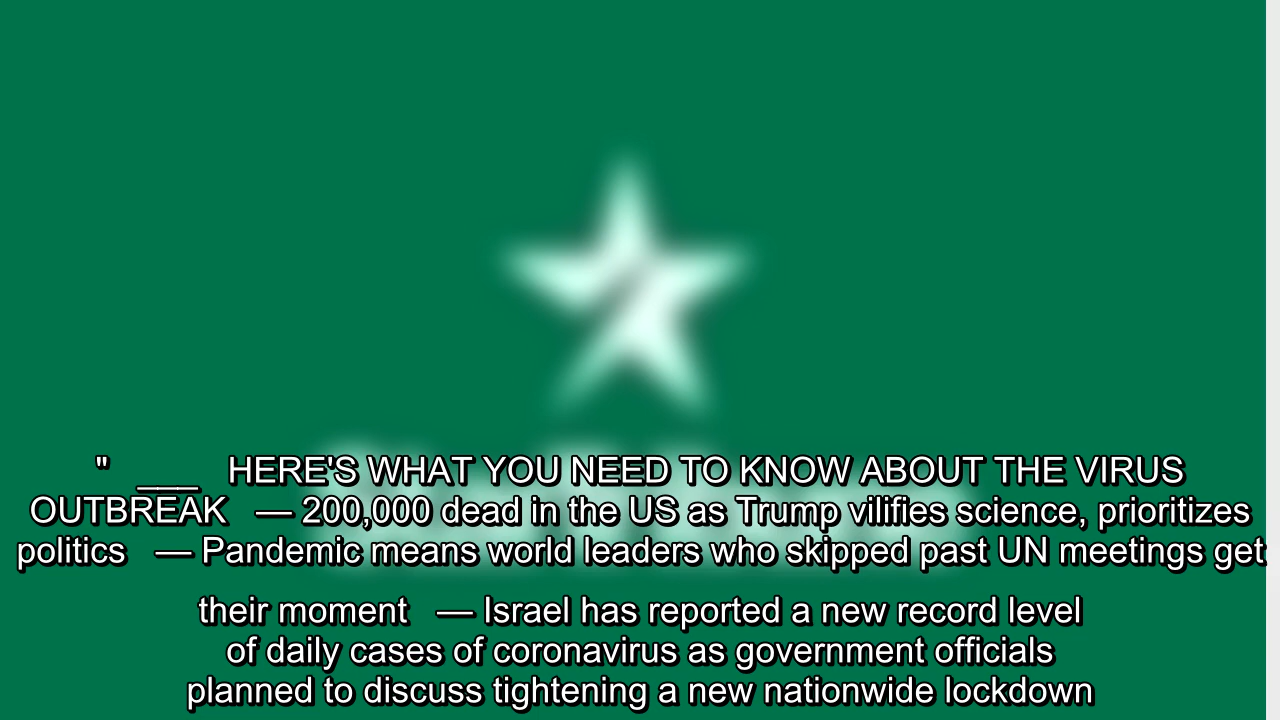 " ___ HERE'S WHAT YOU NEED TO KNOW ABOUT THE VIRUS
OUTBREAK — 200,000 dead in the US as Trump vilifies science, prioritizes
politics — Pandemic means world leaders who skipped past UN meetings get
their moment — Israel has reported a new record level
of daily cases of coronavirus as government officials
planned to discuss tightening a new nationwide lockdown